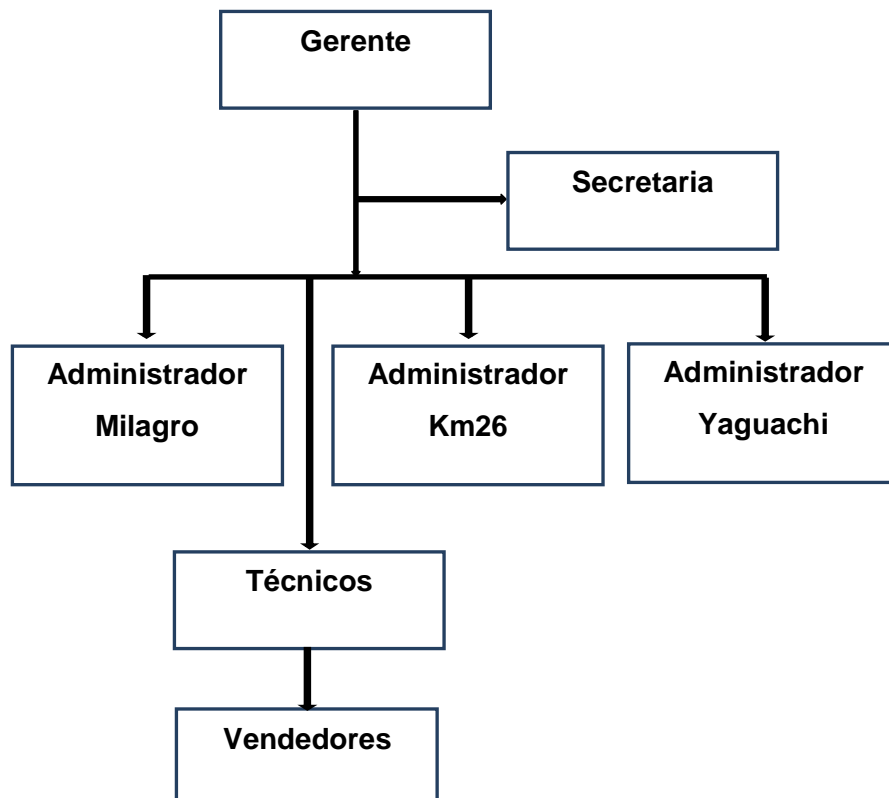 Gerente
Secretaria
Administrador
Milagro
Administrador
Km26
Administrador
Yaguachi
Técnicos
Vendedores